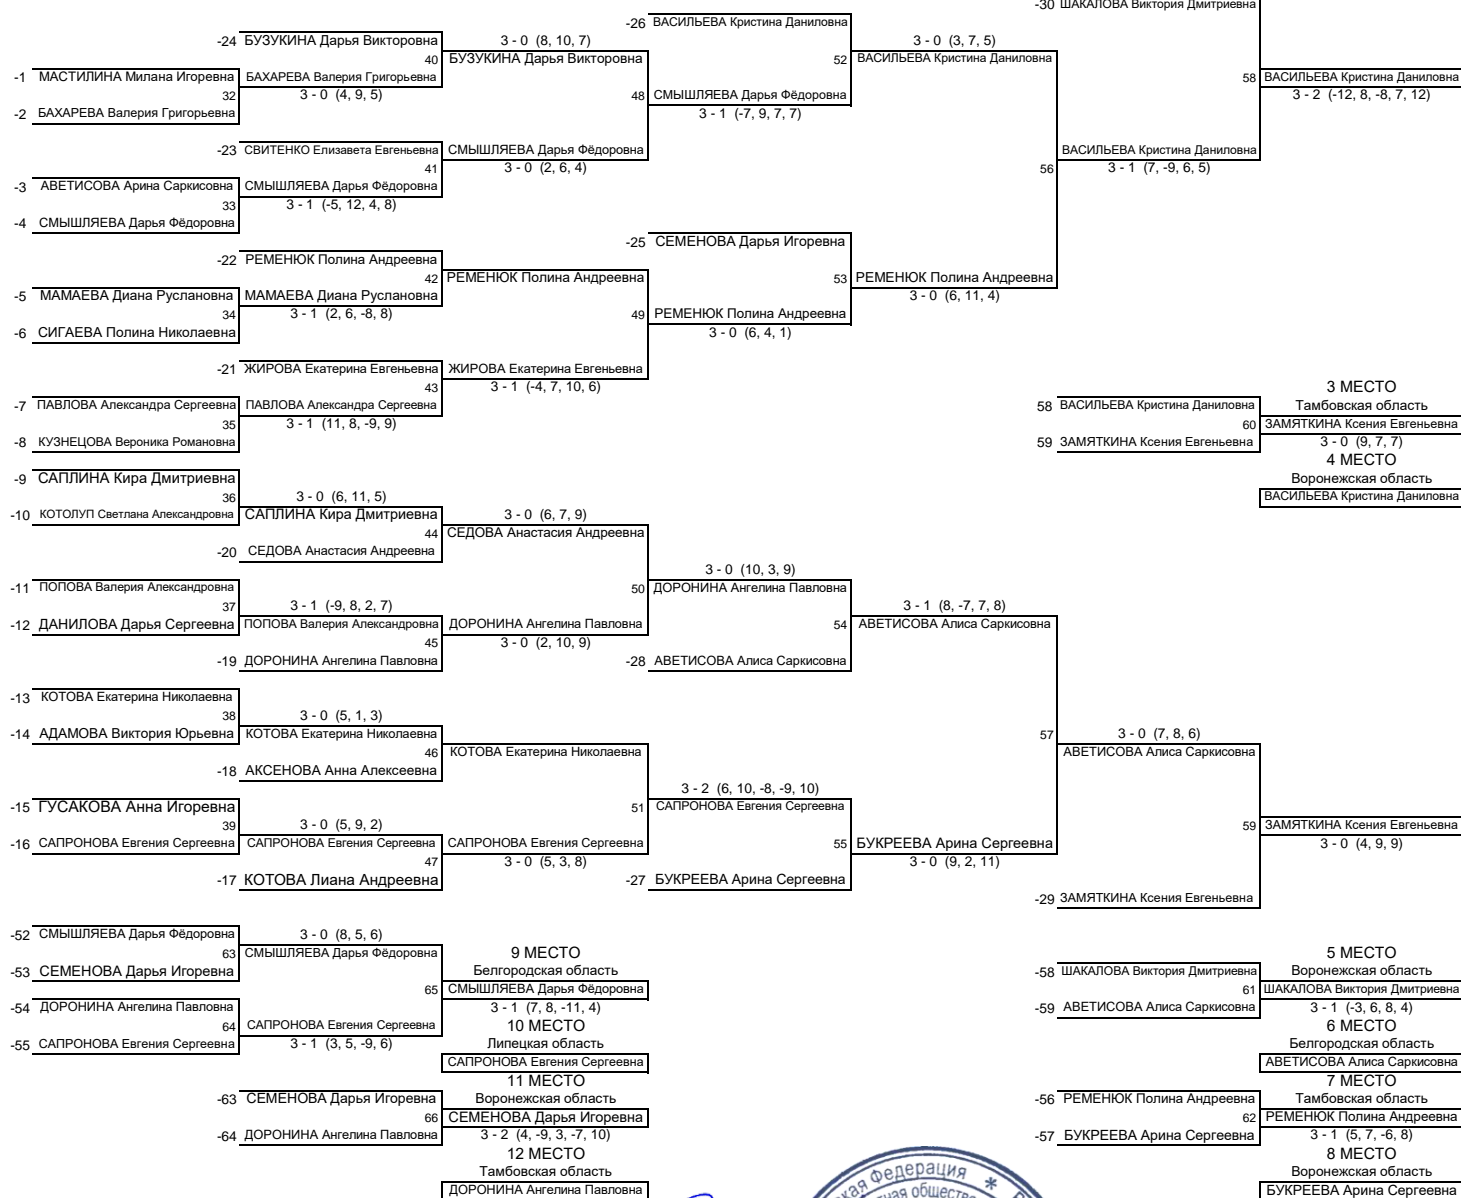 -30 ШАКАЛОВА Виктория Дмитриевна
-26 ВАСИЛЬЕВА Кристина Даниловна
-24 БУЗУКИНА Дарья Викторовна 3 - 0 (8, 10, 7) 3 - 0 (3, 7, 5)
40 БУЗУКИНА Дарья Викторовна 52 ВАСИЛЬЕВА Кристина Даниловна
-1 МАСТИЛИНА Милана Игоревна БАХАРЕВА Валерия Григорьевна 58 ВАСИЛЬЕВА Кристина Даниловна
32 3 - 0 (4, 9, 5) 48 СМЫШЛЯЕВА Дарья Фёдоровна 3 - 2 (-12, 8, -8, 7, 12)
-2 БАХАРЕВА Валерия Григорьевна 3 - 1 (-7, 9, 7, 7)
-23 СВИТЕНКО Елизавета Евгеньевна СМЫШЛЯЕВА Дарья Фёдоровна ВАСИЛЬЕВА Кристина Даниловна
41 3 - 0 (2, 6, 4) 56 3 - 1 (7, -9, 6, 5)
-3 АВЕТИСОВА Арина Саркисовна СМЫШЛЯЕВА Дарья Фёдоровна
33 3 - 1 (-5, 12, 4, 8)
-4 СМЫШЛЯЕВА Дарья Фёдоровна
-25 СЕМЕНОВА Дарья Игоревна
-22 РЕМЕНЮК Полина Андреевна
42 РЕМЕНЮК Полина Андреевна 53 РЕМЕНЮК Полина Андреевна
-5 МАМАЕВА Диана Руслановна МАМАЕВА Диана Руслановна 3 - 0 (6, 11, 4)
34 3 - 1 (2, 6, -8, 8) 49 РЕМЕНЮК Полина Андреевна
-6 СИГАЕВА Полина Николаевна 3 - 0 (6, 4, 1)
-21 ЖИРОВА Екатерина Евгеньевна ЖИРОВА Екатерина Евгеньевна
43 3 - 1 (-4, 7, 10, 6) 3 МЕСТО
-7 ПАВЛОВА Александра Сергеевна ПАВЛОВА Александра Сергеевна 58 ВАСИЛЬЕВА Кристина Даниловна Тамбовская область
35 3 - 1 (11, 8, -9, 9) 60 ЗАМЯТКИНА Ксения Евгеньевна
-8 КУЗНЕЦОВА Вероника Романовна 59 ЗАМЯТКИНА Ксения Евгеньевна 3 - 0 (9, 7, 7)
4 МЕСТО
-9 САПЛИНА Кира Дмитриевна Воронежская область
36 3 - 0 (6, 11, 5) ВАСИЛЬЕВА Кристина Даниловна
-10 КОТОЛУП Светлана Александровна САПЛИНА Кира Дмитриевна 3 - 0 (6, 7, 9)
44 СЕДОВА Анастасия Андреевна
-20 СЕДОВА Анастасия Андреевна
3 - 0 (10, 3, 9)
-11 ПОПОВА Валерия Александровна 50 ДОРОНИНА Ангелина Павловна
37 3 - 1 (-9, 8, 2, 7) 3 - 1 (8, -7, 7, 8)
-12 ДАНИЛОВА Дарья Сергеевна ПОПОВА Валерия Александровна ДОРОНИНА Ангелина Павловна 54 АВЕТИСОВА Алиса Саркисовна
45 3 - 0 (2, 10, 9)
-19 ДОРОНИНА Ангелина Павловна -28 АВЕТИСОВА Алиса Саркисовна
-13 КОТОВА Екатерина Николаевна
38 3 - 0 (5, 1, 3)
-14 АДАМОВА Виктория Юрьевна КОТОВА Екатерина Николаевна 57 3 - 0 (7, 8, 6)
46 КОТОВА Екатерина Николаевна АВЕТИСОВА Алиса Саркисовна
-18 АКСЕНОВА Анна Алексеевна
3 - 2 (6, 10, -8, -9, 10)
-15 ГУСАКОВА Анна Игоревна 51 САПРОНОВА Евгения Сергеевна
39 3 - 0 (5, 9, 2) 59 ЗАМЯТКИНА Ксения Евгеньевна
-16 САПРОНОВА Евгения Сергеевна САПРОНОВА Евгения Сергеевна САПРОНОВА Евгения Сергеевна 55 БУКРЕЕВА Арина Сергеевна 3 - 0 (4, 9, 9)
47 3 - 0 (5, 3, 8) 3 - 0 (9, 2, 11)
-17 КОТОВА Лиана Андреевна -27 БУКРЕЕВА Арина Сергеевна
-29 ЗАМЯТКИНА Ксения Евгеньевна
-52 СМЫШЛЯЕВА Дарья Фёдоровна 3 - 0 (8, 5, 6)
63 СМЫШЛЯЕВА Дарья Фёдоровна 9 МЕСТО 5 МЕСТО
-53 СЕМЕНОВА Дарья Игоревна Белгородская область -58 ШАКАЛОВА Виктория Дмитриевна Воронежская область
65 СМЫШЛЯЕВА Дарья Фёдоровна 61 ШАКАЛОВА Виктория Дмитриевна
-54 ДОРОНИНА Ангелина Павловна 3 - 1 (7, 8, -11, 4) -59 АВЕТИСОВА Алиса Саркисовна 3 - 1 (-3, 6, 8, 4)
64 САПРОНОВА Евгения Сергеевна 10 МЕСТО 6 МЕСТО
-55 САПРОНОВА Евгения Сергеевна 3 - 1 (3, 5, -9, 6) Липецкая область Белгородская область
САПРОНОВА Евгения Сергеевна АВЕТИСОВА Алиса Саркисовна
11 МЕСТО 7 МЕСТО
-63 СЕМЕНОВА Дарья Игоревна Воронежская область -56 РЕМЕНЮК Полина Андреевна Тамбовская область
66 СЕМЕНОВА Дарья Игоревна 62 РЕМЕНЮК Полина Андреевна
-64 ДОРОНИНА Ангелина Павловна 3 - 2 (4, -9, 3, -7, 10) -57 БУКРЕЕВА Арина Сергеевна 3 - 1 (5, 7, -6, 8)
12 МЕСТО 8 МЕСТО
Тамбовская область Федерация * Воронежская область
ДОРОНИНА Ангелина Павловна БУКРЕЕВА Арина Сергеевна